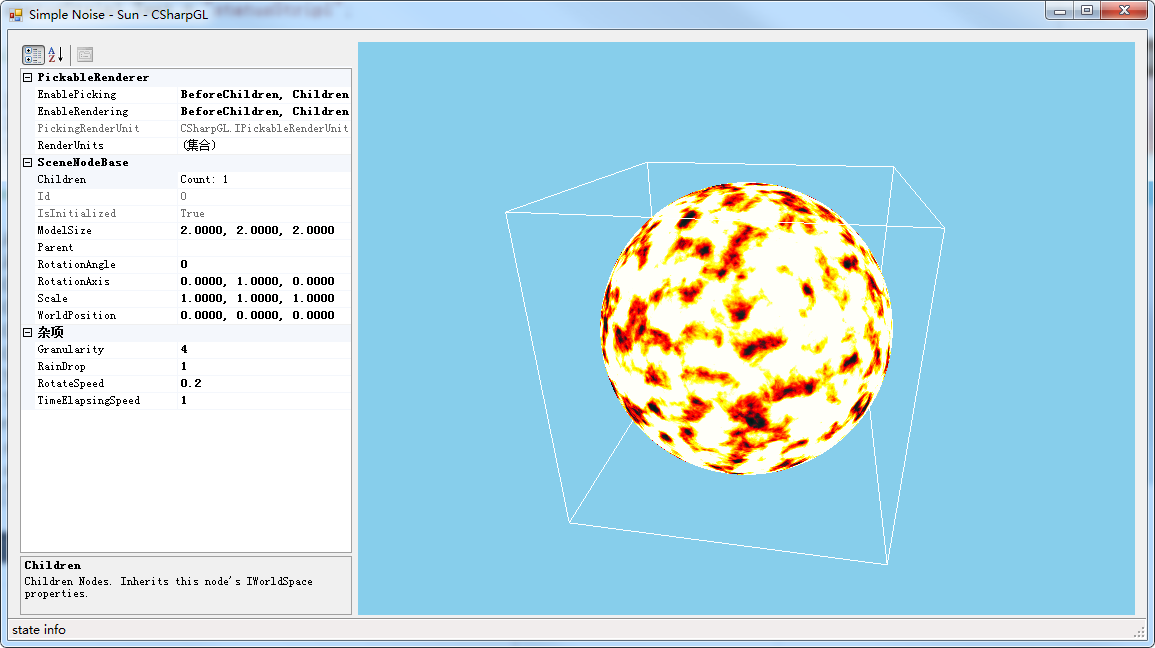 Simple Noise - Sun - CSharpGL
PickableRenderer
EnablePicking BeforeChildren, Children
EnableRendering BeforeChildren, Children
PickingRenderUnit CSharpGL.IPickableRenderUnit
RenderUnits (集合)
SceneNodeBase
Children Count: 1
Id 0
IsInitialized True
ModelSize 2.0000, 2.0000, 2.0000
Parent
RotationAngle 0
RotationAxis 0.0000, 1.0000, 0.0000
Scale 1.0000, 1.0000, 1.0000
WorldPosition 0.0000, 0.0000, 0.0000
杂项
Granularity 4
RainDrop 1
RotateSpeed 0.2
TimeElapsingSpeed 1
Children
Children Nodes. Inherits this node's IWorldSpace
properties.
state info